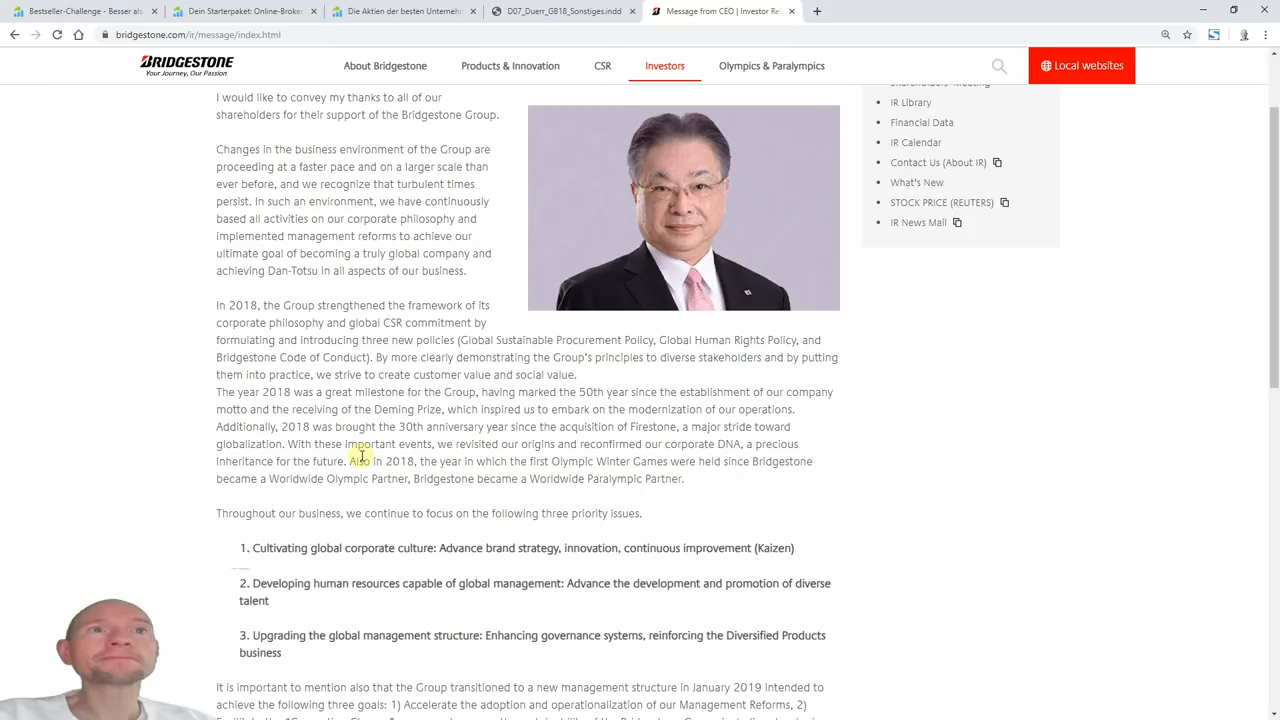 Bestseller-Challenge - Besser als
Dein Starterpaket: Online-Broker
Die Aktien der besten Unternehm
D07_Duerr_GB18_Sonstiges.indd
Message from CEO | Investor Rel
bridgestone.com/ir/message/index.html
BRIDGESTONE
Your Journey, Our Passion
About Bridgestone
Products & Innovation
CSR
Investors
Olympics & Paralympics
Local websites
I would like to convey my thanks to all of our
shareholders for their support of the Bridgestone Group.
Changes in the business environment of the Group are
proceeding at a faster pace and on a larger scale than
ever before, and we recognize that turbulent times
persist. In such an environment, we have continuously
based all activities on our corporate philosophy and
implemented management reforms to achieve our
ultimate goal of becoming a truly global company and
achieving Dan-Totsu in all aspects of our business.
In 2018, the Group strengthened the framework of its
corporate philosophy and global CSR commitment by
formulating and introducing three new policies (Global Sustainable Procurement Policy, Global Human Rights Policy, and
Bridgestone Code of Conduct). By more clearly demonstrating the Group's principles to diverse stakeholders and by putting
them into practice, we strive to create customer value and social value.
The year 2018 was a great milestone for the Group, having marked the 50th year since the establishment of our company
motto and the receiving of the Deming Prize, which inspired us to embark on the modernization of our operations.
Additionally, 2018 was brought the 30th anniversary year since the acquisition of Firestone, a major stride toward
globalization. With these important events, we revisited our origins and reconfirmed our corporate DNA, a precious
inheritance for the future. Also in 2018, the year in which the first Olympic Winter Games were held since Bridgestone
became a Worldwide Olympic Partner, Bridgestone became a Worldwide Paralympic Partner.
Throughout our business, we continue to focus on the following three priority issues.
1. Cultivating global corporate culture: Advance brand strategy, innovation, continuous improvement (Kaizen)
2. Developing human resources capable of global management: Advance the development and promotion of diverse
talent
3. Upgrading the global management structure: Enhancing governance systems, reinforcing the Diversified Products
business
It is important to mention also that the Group transitioned to a new management structure in January 2019 intended to
achieve the following three goals: 1) Accelerate the adoption and operationalization of our Management Reforms, 2)
Shareholders' Meeting
IR Library
Financial Data
IR Calendar
Contact Us (About IR)
What's New
STOCK PRICE (REUTERS)
IR News Mail